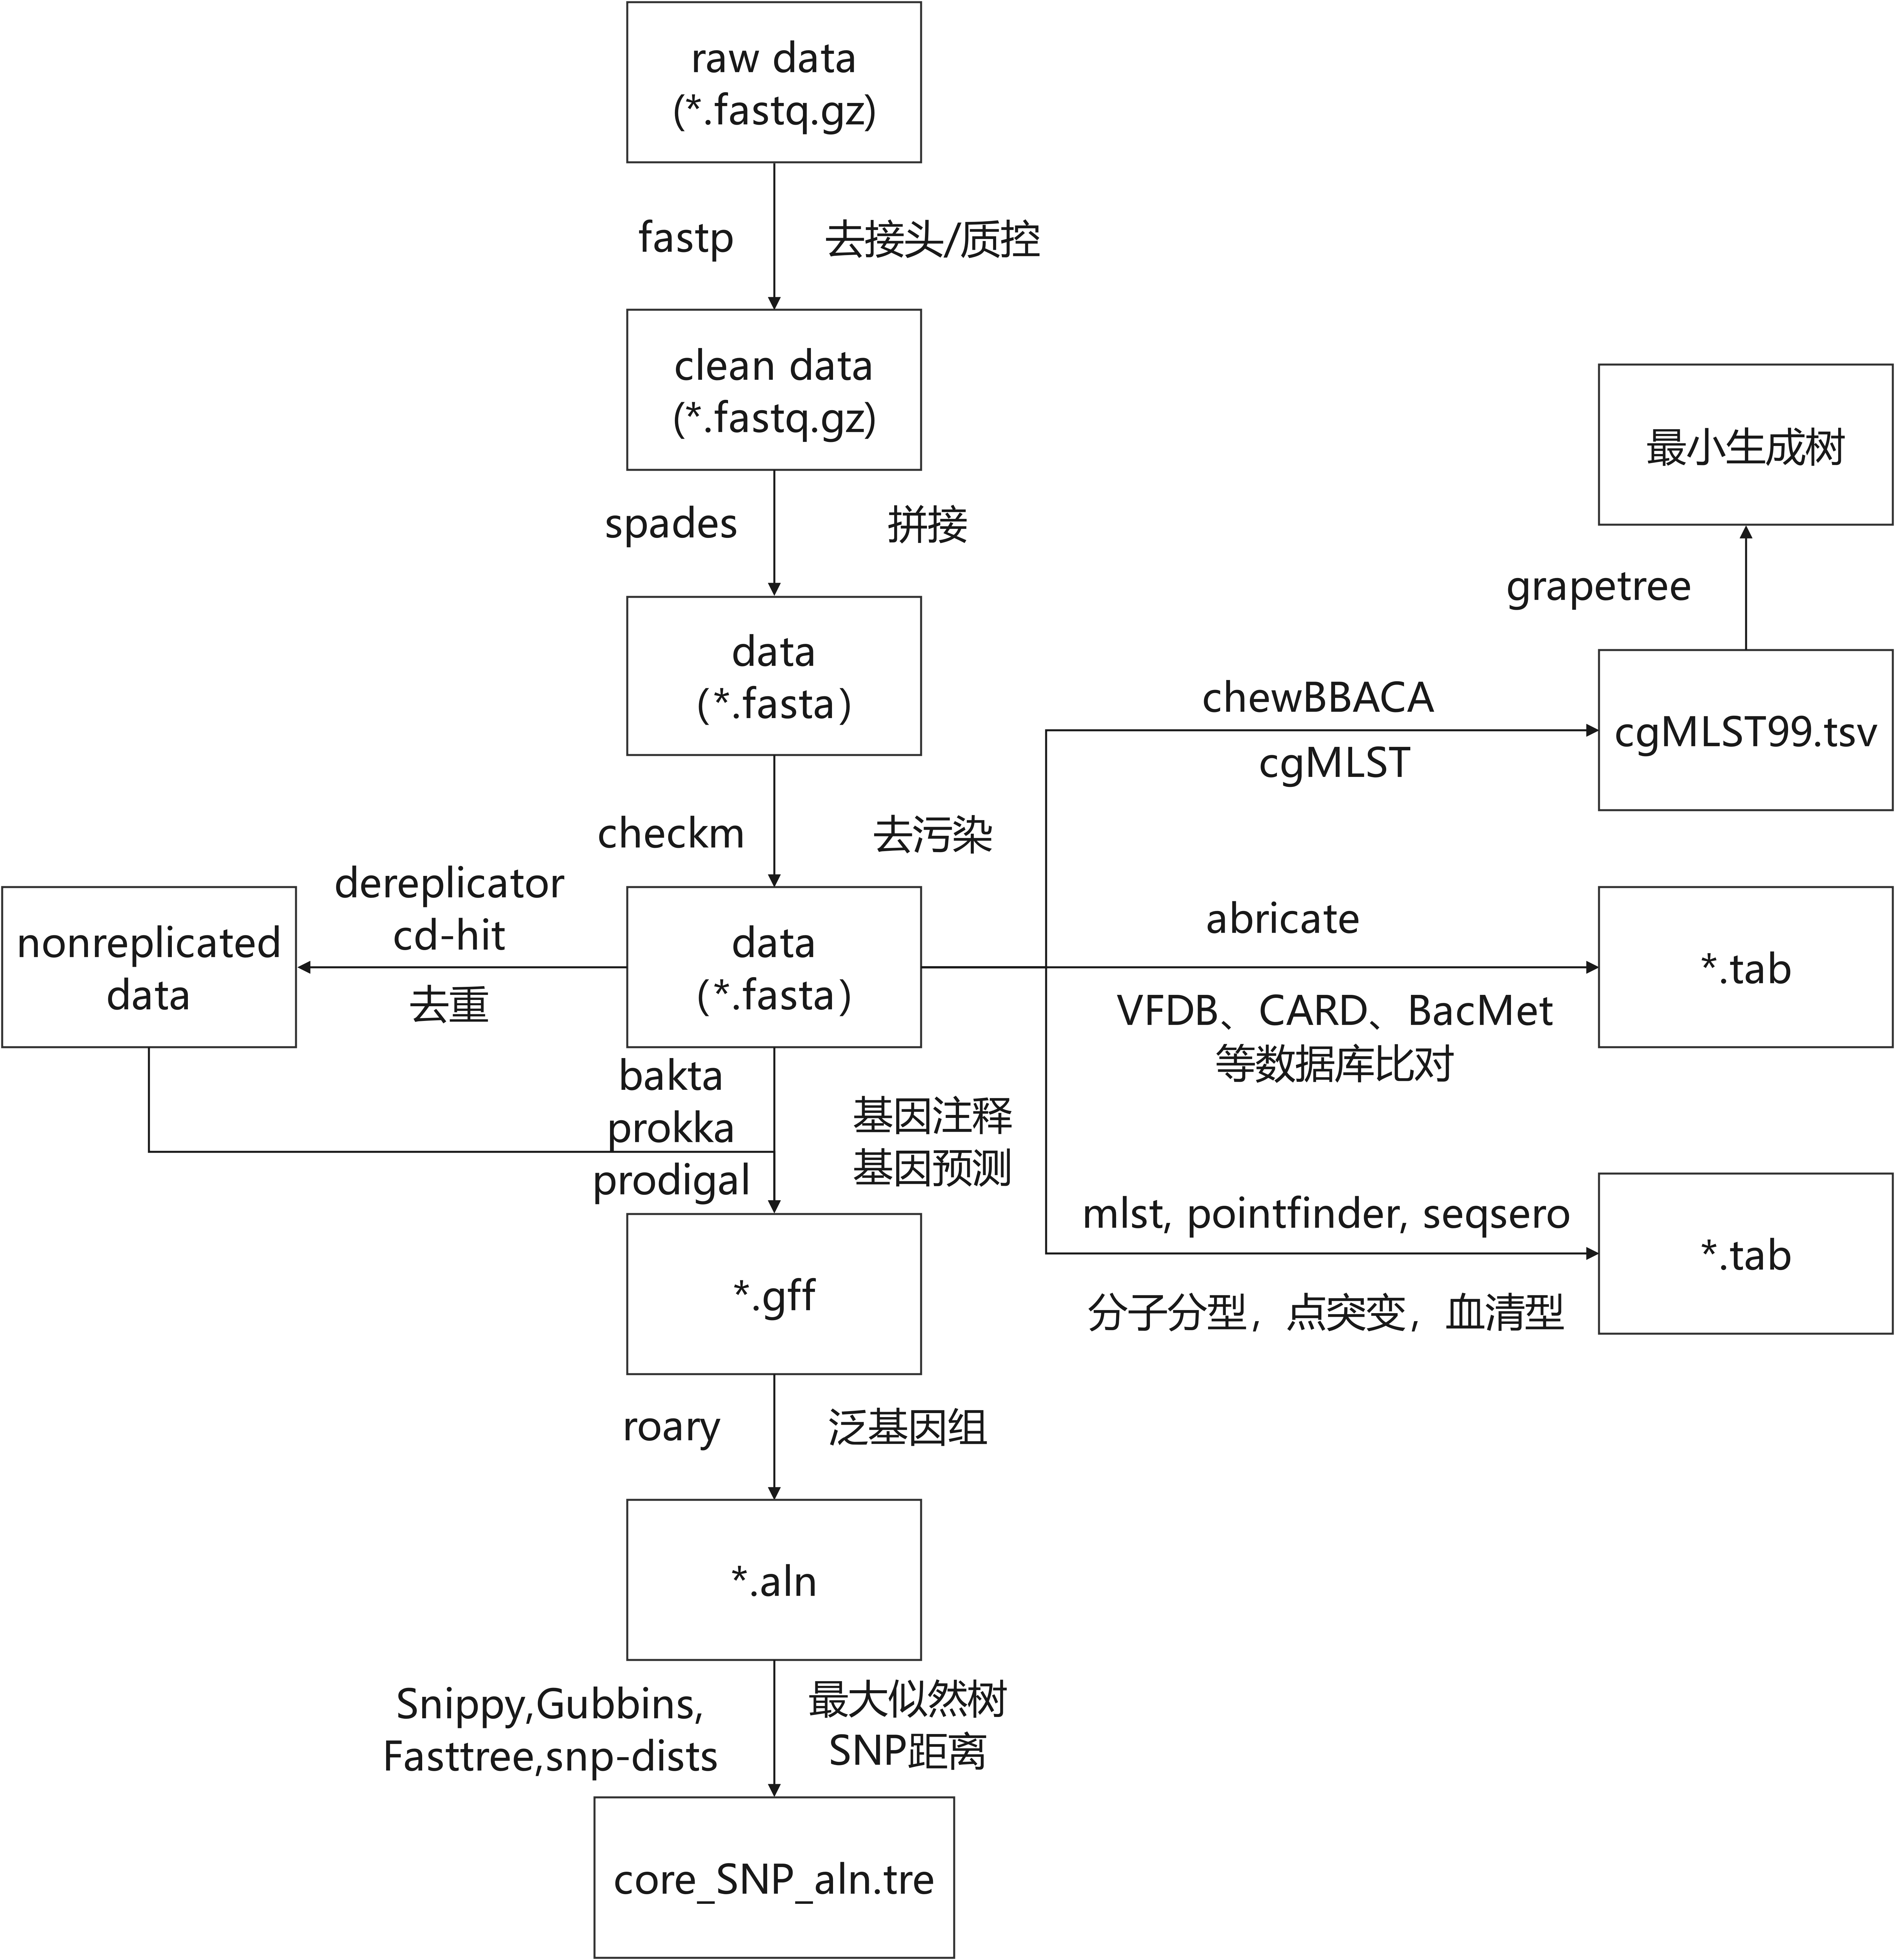 raw data
(*.fastq.gz)
fastp
去接头/质控
clean data
(*.fastq.gz)
spades
拼接
data
(*.fasta)
checkm
去污染
dereplicator
cd-hit
去重
nonreplicated
data
data
(*.fasta)
chewBBACA
cgMLST
cgMLST99.tsv
grapetree
最小生成树
abricate
VFDB、CARD、BacMet
等数据库比对
*.tab
mlst, pointfinder, seqsero
分子分型，点突变，血清型
*.tab
bakta
prokka
prodigal
基因注释
基因预测
*.gff
roary
泛基因组
*.aln
Snippy,Gubbins,
Fasttree,snp-dists
最大似然树
SNP距离
core_SNP_aln.tre